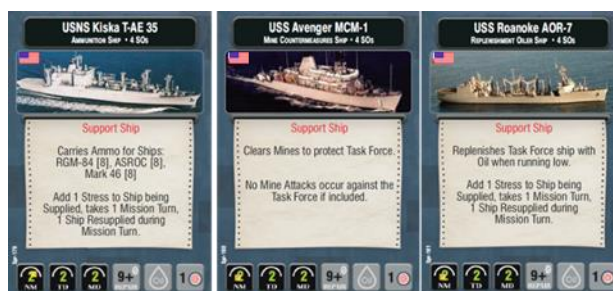 USNS Kiska T-AE 35
Ammunition Ship • 4 SOs
Support Ship
Carries Ammo for Ships:
RGM-84 [8], ASROC [8],
Mark 46 [8]
Add 1 Stress to Ship being
Supplied, takes 1 Mission Turn,
1 Ship Resupplied during
Mission Turn.
2
NM
2
TD
2
MD
9+
REPAIR
Oil
1
USS Avenger MCM-1
Mine Countermeasures Ship • 4 SOs
Support Ship
Clears Mines to protect Task Force.
No Mine Attacks occur against the
Task Force if included.
2
NM
2
TD
2
MD
9+
REPAIR
Oil
1
USS Roanoke AOR-7
Replenishment Oiler Ship • 4 SOs
Support Ship
Replenishes Task Force ship with
Oil when running low.
Add 1 Stress to Ship being
Supplied, takes 1 Mission Turn,
1 Ship Resupplied during
Mission Turn.
2
NM
2
TD
2
MD
9+
REPAIR
Oil
1